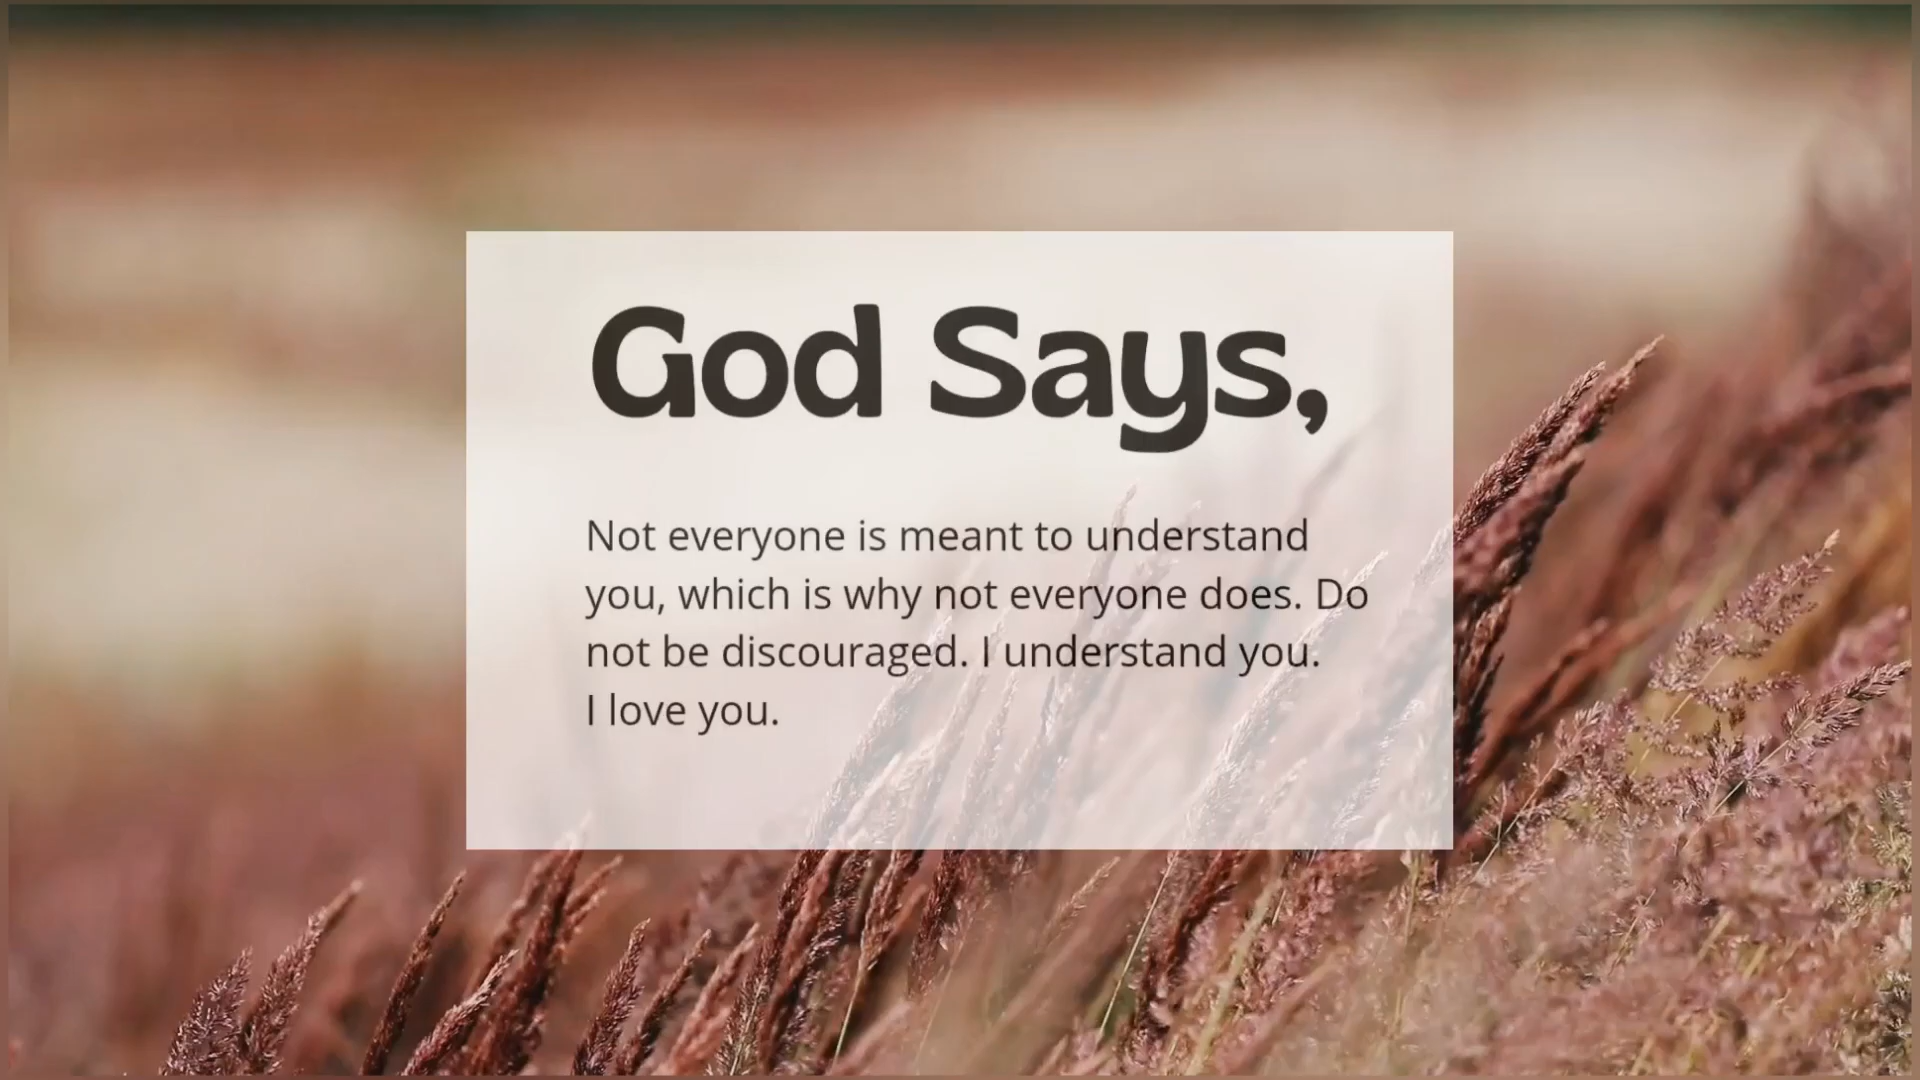 God Says,
Not everyone is meant to understand
you, which is why not everyone does. Do
not be discouraged. I understand you.
I love you.